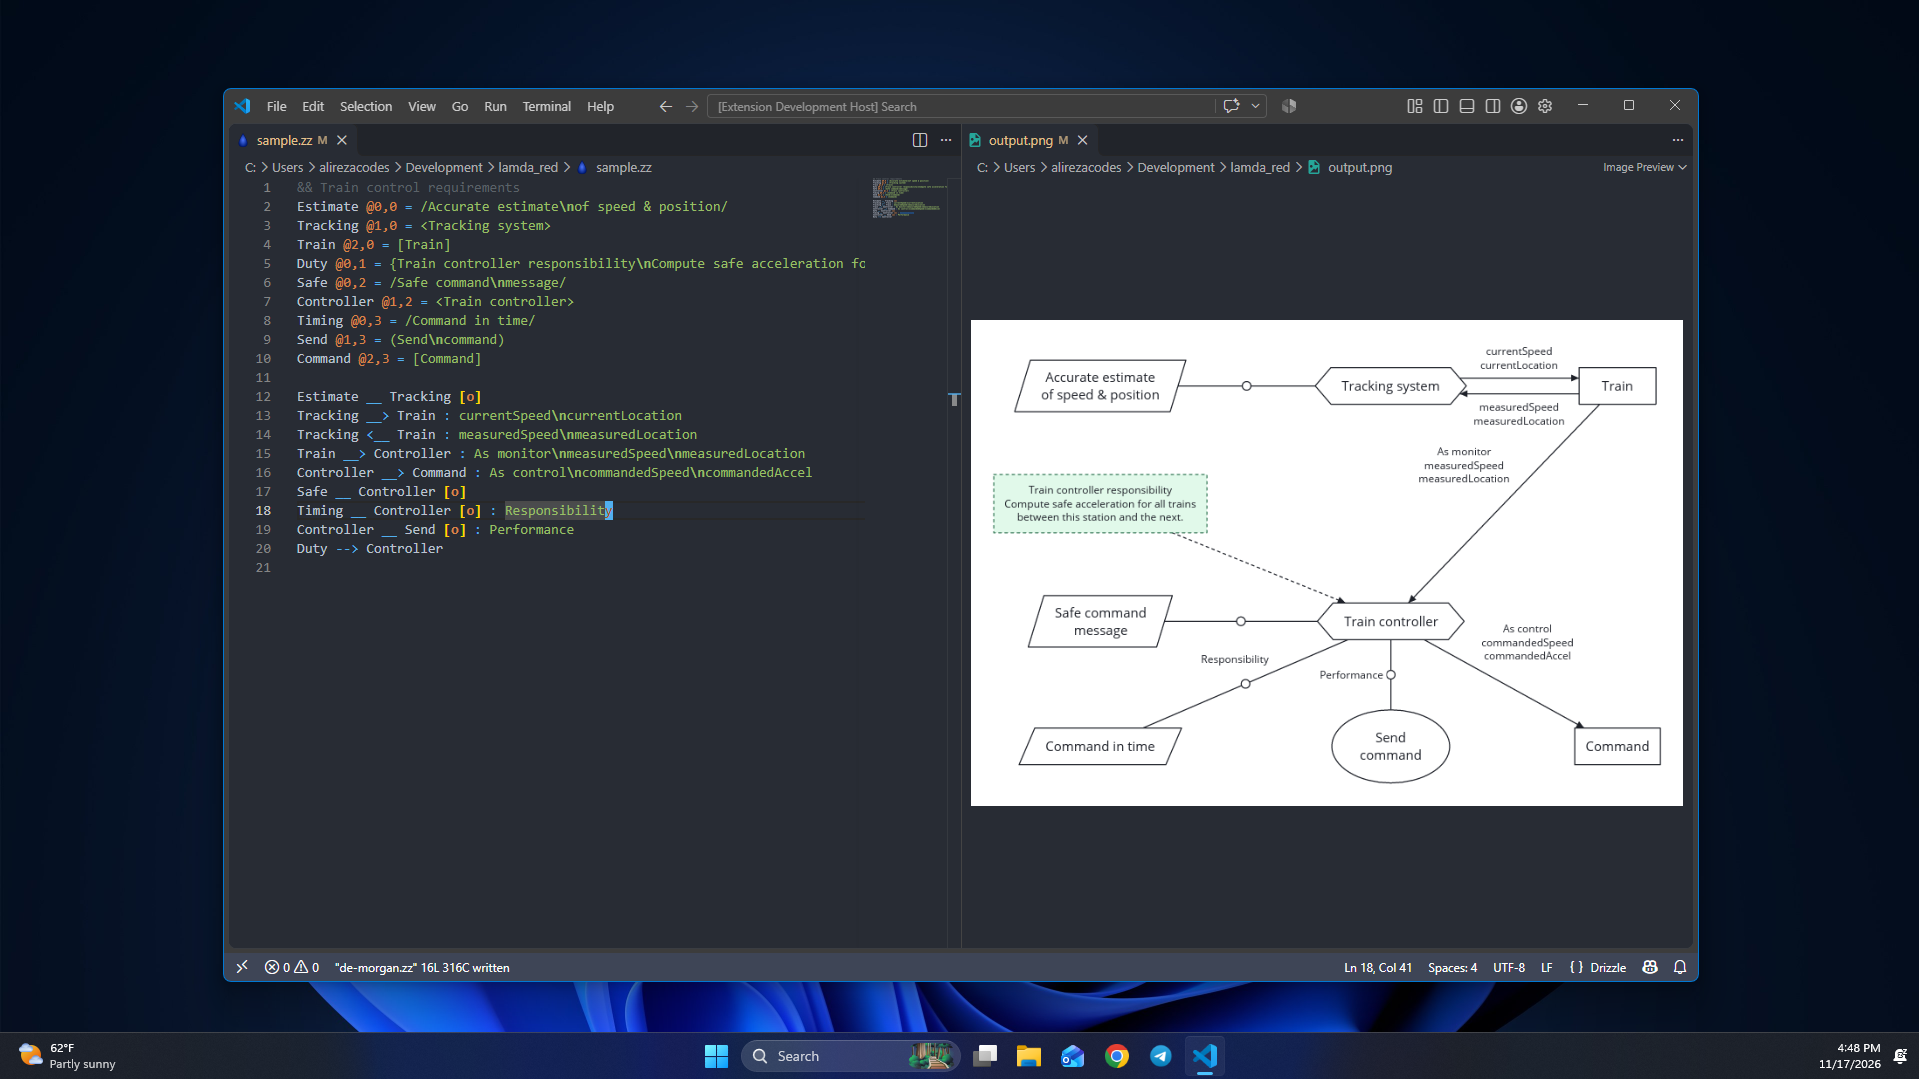 File Edit Selection View Go Run Terminal Help
[Extension Development Host] Search
sample.zz M
C: > Users > alirezacodes > Development > lamda_red > sample.zz
1 && Train control requirements
2 Estimate @0,0 = /Accurate estimate\nof speed & position/
3 Tracking @1,0 = <Tracking system>
4 Train @2,0 = [Train]
5 Duty @0,1 = {Train controller responsibility\nCompute safe acceleration fo
6 Safe @0,2 = /Safe command\nmessage/
7 Controller @1,2 = <Train controller>
8 Timing @0,3 = /Command in time/
9 Send @1,3 = (Send\ncommand)
10 Command @2,3 = [Command]
11
12 Estimate __ Tracking [o]
13 Tracking __> Train : currentSpeed\ncurrentLocation
14 Tracking <__ Train : measuredSpeed\nmeasuredLocation
15 Train __> Controller : As monitor\nmeasuredSpeed\nmeasuredLocation
16 Controller __> Command : As control\ncommandedSpeed\ncommandedAccel
17 Safe __ Controller [o]
18 Timing __ Controller [o] : Responsibility
19 Controller __ Send [o] : Performance
20 Duty --> Controller
21
output.png M
C: > Users > alirezacodes > Development > lamda_red > output.png
Image Preview
Accurate estimate
of speed & position
Tracking system
currentSpeed
currentLocation
Train
measuredSpeed
measuredLocation
As monitor
measuredSpeed
measuredLocation
Train controller responsibility
Compute safe acceleration for all trains
between this station and the next.
Safe command
message
Train controller
As control
commandedSpeed
commandedAccel
Responsibility
Performance
Command in time
Send
command
Command
0 0 "de-morgan.zz" 16L 316C written
Ln 18, Col 41 Spaces: 4 UTF-8 LF { } Drizzle
62°F
Partly sunny
Search
4:48 PM
11/17/2026